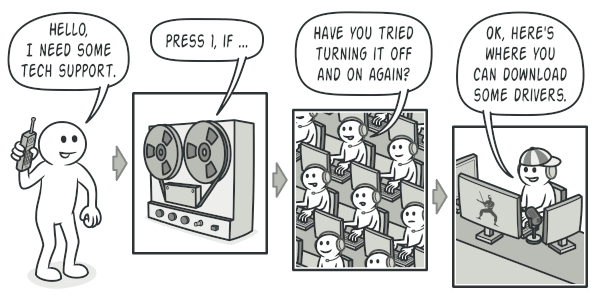 HELLO,
I NEED SOME
TECH SUPPORT.
PRESS 1, IF ...
HAVE YOU TRIED
TURNING IT OFF
AND ON AGAIN?
OK, HERE'S
WHERE YOU
CAN DOWNLOAD
SOME DRIVERS.